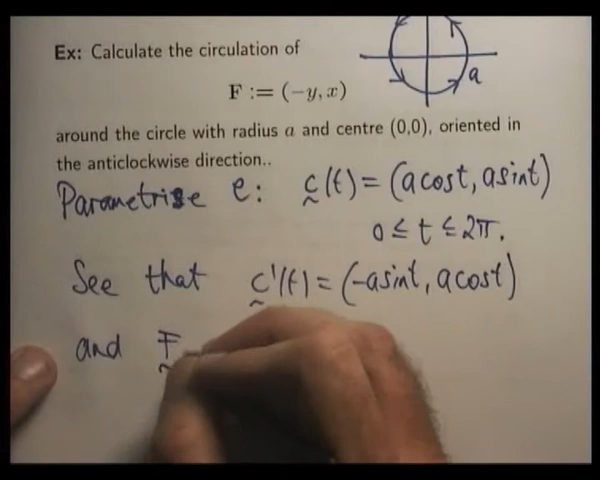 a
Ex: Calculate the circulation of
F := (−y, x)
around the circle with radius a and centre (0,0), oriented in
the anticlockwise direction..
Parametrise C: c(t) = (a cos t, a sin t)
0 ≤ t ≤ 2π.
See that c'(t) = (-a sin t, a cos t)
and F